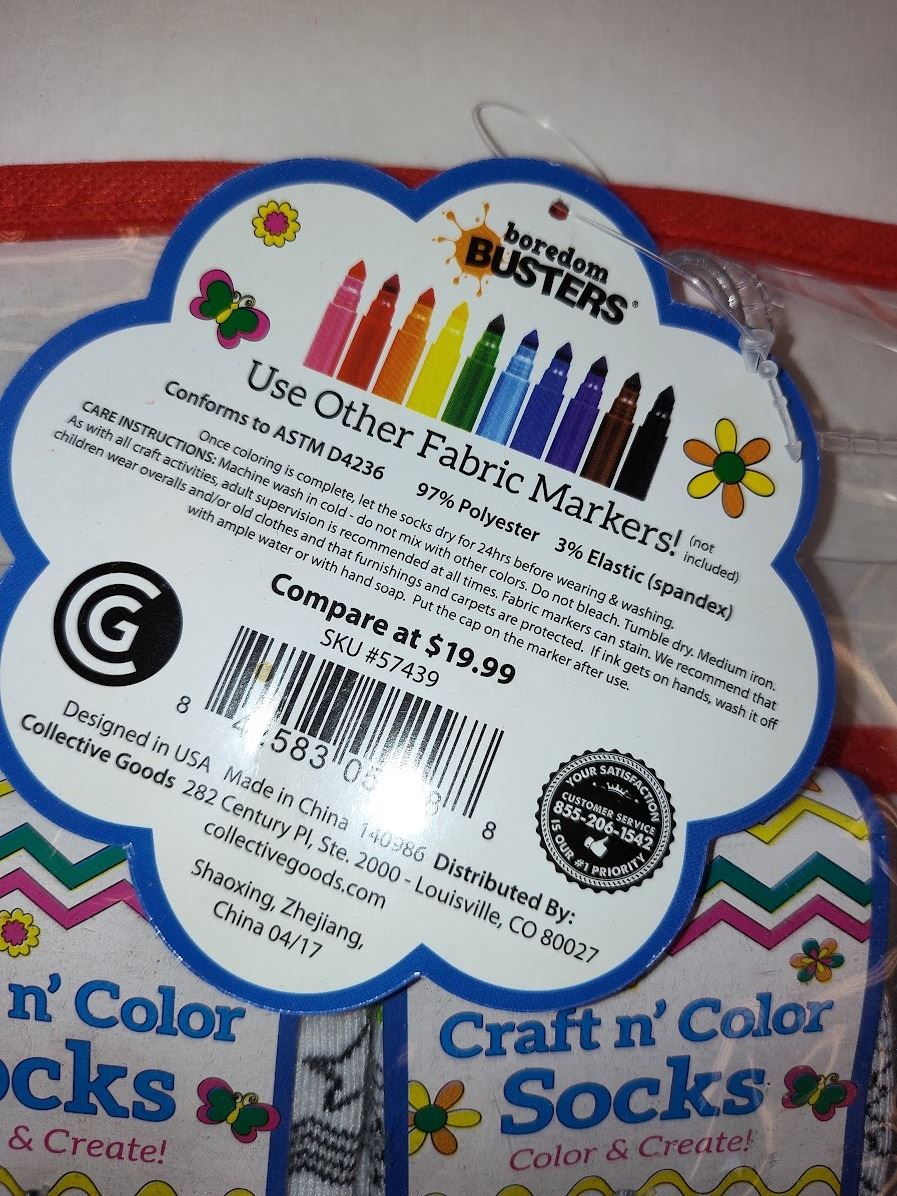 boredom
BUSTERS®
Use Other Fabric Markers! (not included)
Conforms to ASTM D4236 97% Polyester 3% Elastic (spandex)
Once coloring is complete, let the socks dry for 24hrs before wearing & washing.
CARE INSTRUCTIONS: Machine wash in cold - do not mix with other colors. Do not bleach. Tumble dry. Medium iron.
As with all craft activities, adult supervision is recommended at all times. Fabric markers can stain. We recommend that
children wear overalls and/or old clothes and that furnishings and carpets are protected. If ink gets on hands, wash it off
with ample water or with hand soap. Put the cap on the marker after use.
Compare at $19.99
SKU #57439
8 583 05 8
CG
Designed in USA Made in China 140986 Distributed By:
Collective Goods 282 Century Pl, Ste. 2000 - Louisville, CO 80027
collectivegoods.com
Shaoxing, Zhejiang,
China 04/17
YOUR SATISFACTION
CUSTOMER SERVICE
855-206-1542
IS OUR #1 PRIORITY
n' Color
ocks
& Create!
Craft n' Color
Socks
Color & Create!